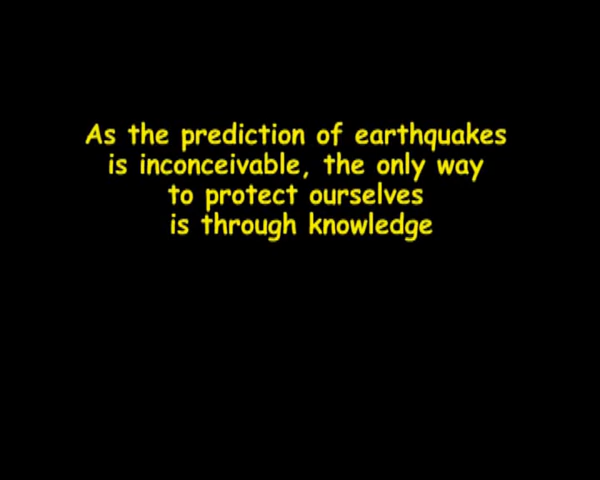 As the prediction of earthquakes
is inconceivable, the only way
to protect ourselves
is through knowledge